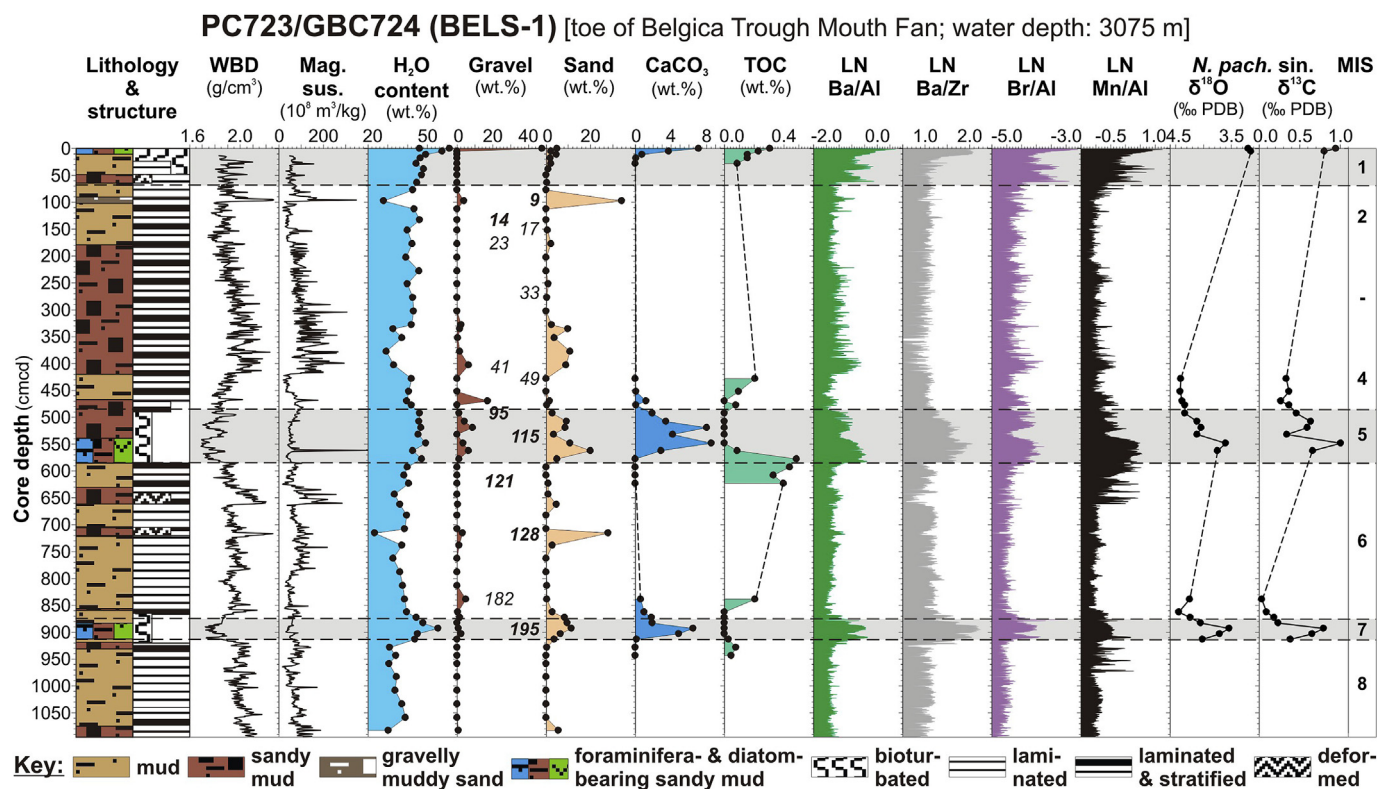 PC723/GBC724 (BELS-1) [toe of Belgica Trough Mouth Fan; water depth: 3075 m]
Lithology & structure
WBD (g/cm³)
Mag. sus. (10⁸ m³/kg)
H₂O content (wt.%)
Gravel (wt.%)
Sand (wt.%)
CaCO₃ (wt.%)
TOC (wt.%)
LN Ba/Al
LN Ba/Zr
LN Br/Al
LN Mn/Al
N. pach. sin.
δ¹⁸O (‰ PDB)
δ¹³C (‰ PDB)
MIS
1.6 2.0 0 200 20 50 0 40 0 20 0 4 8 0.0 0.4 -2.0 0.0 1.0 2.0 -5.0 -3.0 -0.5 1.0 4.5 3.5 0.0 0.5 1.0
Core depth (cmcd)
0
50
100
150
200
250
300
350
400
450
500
550
600
650
700
750
800
850
900
950
1000
1050
9
14 17
23
33
41
49
95
115
121
128
182
195
1
2
-
4
5
6
7
8
Key: mud
sandy mud
gravelly muddy sand
foraminifera- & diatom-bearing sandy mud
biotur-bated
lami-nated
laminated & stratified
defor-med